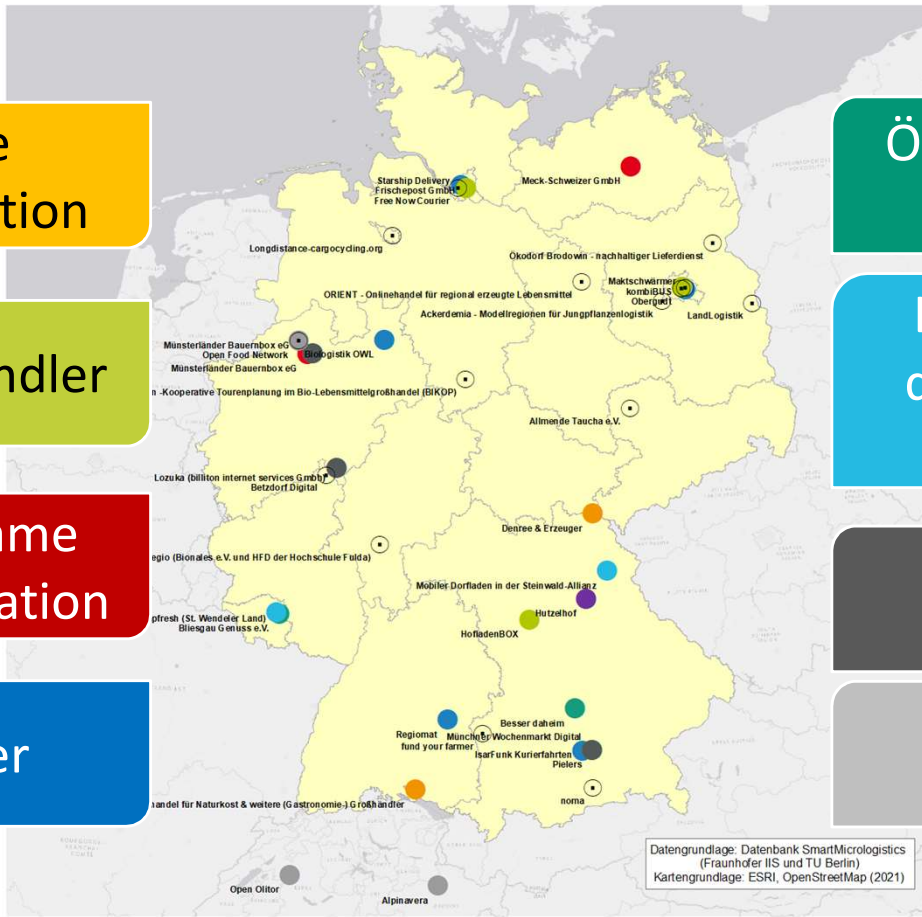 e
tion
ndler
ame
ation
er
Ö
d
Starship Delivery
Frischepost GmbH
Free Now Courier
Meck-Schweizer GmbH
Longdistance-cargocycling.org
Ökodorf Brodowin - nachhaltiger Lieferdienst
Maktschwärmer
kombiBUS
Obergudt
ORIENT - Onlinehandel für regional erzeugte Lebensmittel
LandLogistik
Ackerdemia - Modellregionen für Jungpflanzenlogistik
Münsterländer Bauernbox eG
Open Food Network
Biologistik OWL
Münsterländer Bauernbox eG
n -Kooperative Tourenplanung im Bio-Lebensmittelgroßhandel (BIKOP)
Allmende Taucha e.V.
Lozuka (billiton internet services GmbH)
Betzdorf Digital
Denree & Erzeuger
egio (Bionales e.V. und HFD der Hochschule Fulda)
Mobiler Dorfladen in der Steinwald-Allianz
Hutzelhof
pfresh (St. Wendeler Land)
Bliesgau Genuss e.V.
HofladenBOX
Besser daheim
Regiomat
Münchner Wochenmarkt Digital
fund your farmer
IsarFunk Kurierfahrten
Pielers
noma
handel für Naturkost & weitere (Gastronomie-) Großhändler
Datengrundlage: Datenbank SmartMicrologistics
(Fraunhofer IIS und TU Berlin)
Kartengrundlage: ESRI, OpenStreetMap (2021)
Open Olitor
Alpinavera